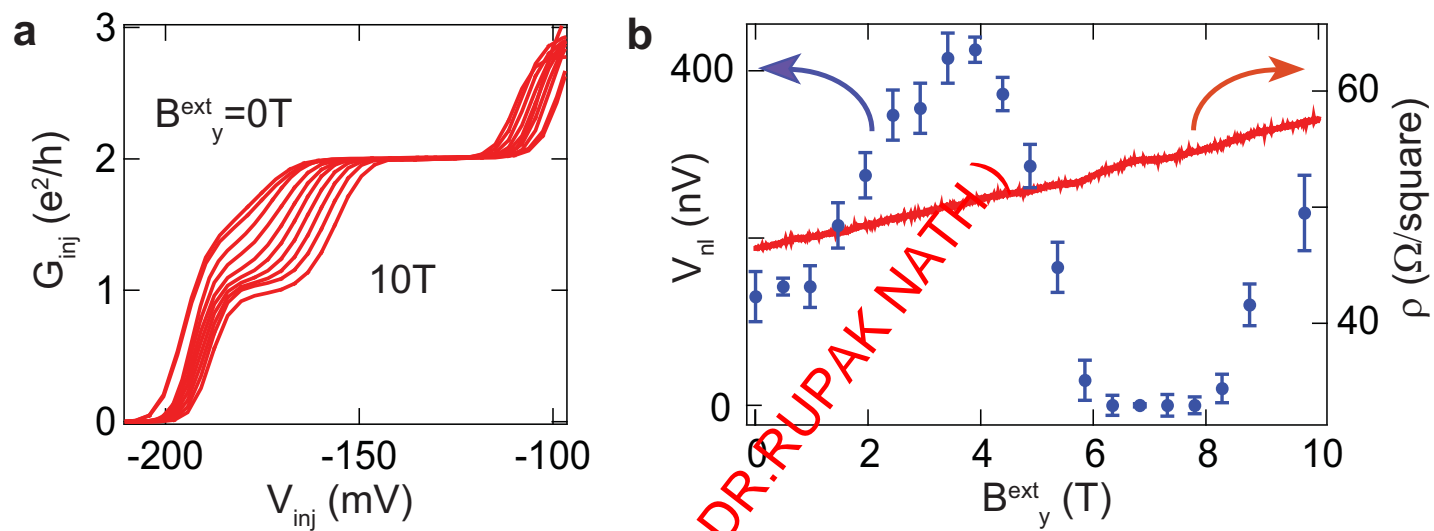 a
3
2
1
0
G_inj (e²/h)
B^ext_y=0T
10T
-200
-150
-100
V_inj (mV)
b
400
0
V_nl (nV)
60
40
ρ (Ω/square)
0
2
4
6
8
10
B^ext_y (T)
DR.RUPAK NATH )